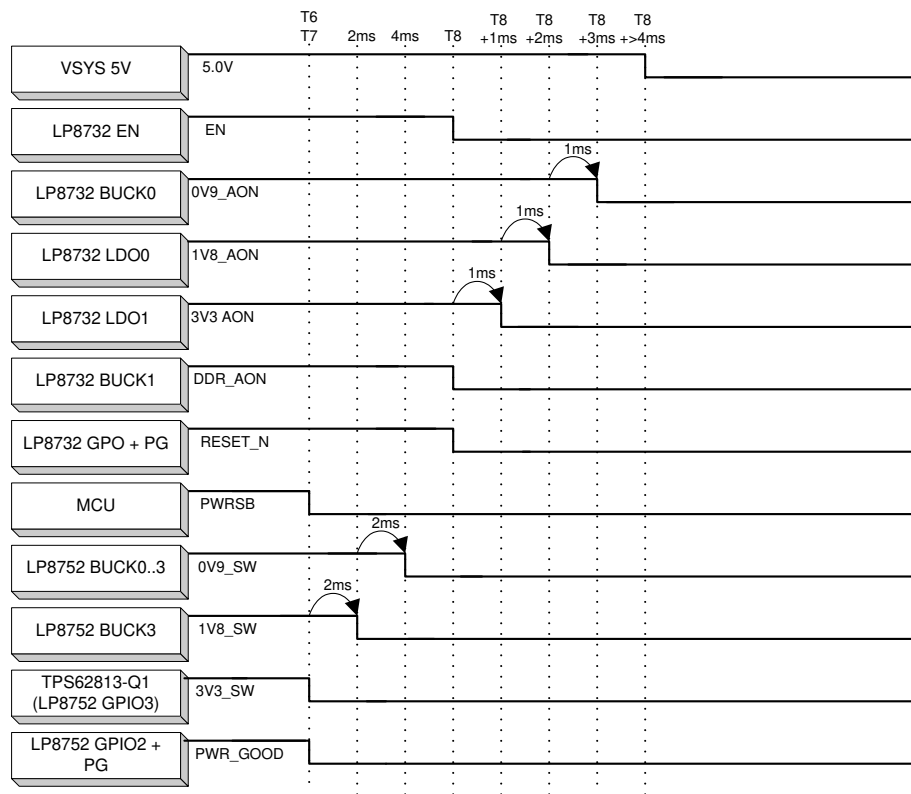 T6
T7 2ms 4ms T8 T8 +1ms T8 +2ms T8 +3ms T8 +>4ms
VSYS 5V 5.0V
LP8732 EN EN
1ms
LP8732 BUCK0 0V9_AON
1ms
LP8732 LDO0 1V8_AON
1ms
LP8732 LDO1 3V3 AON
LP8732 BUCK1 DDR_AON
LP8732 GPO + PG RESET_N
MCU PWRSB
2ms
LP8752 BUCK0..3 0V9_SW
2ms
LP8752 BUCK3 1V8_SW
TPS62813-Q1
(LP8752 GPIO3) 3V3_SW
LP8752 GPIO2 +
PG PWR_GOOD